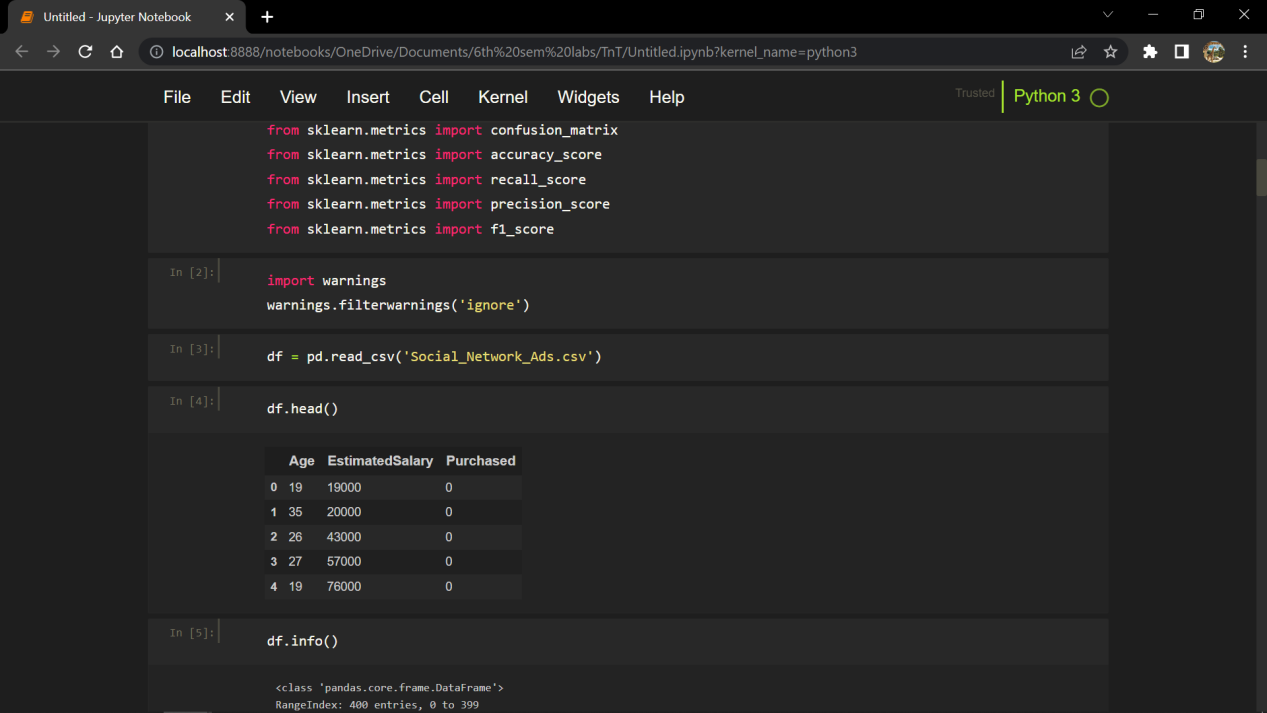 Untitled - Jupyter Notebook
localhost:8888/notebooks/OneDrive/Documents/6th%20sem%20labs/TnT/Untitled.ipynb?kernel_name=python3
File Edit View Insert Cell Kernel Widgets Help Trusted Python 3
from sklearn.metrics import confusion_matrix
from sklearn.metrics import accuracy_score
from sklearn.metrics import recall_score
from sklearn.metrics import precision_score
from sklearn.metrics import f1_score
In [2]:
import warnings
warnings.filterwarnings('ignore')
In [3]:
df = pd.read_csv('Social_Network_Ads.csv')
In [4]:
df.head()
Age EstimatedSalary Purchased
0 19 19000 0
1 35 20000 0
2 26 43000 0
3 27 57000 0
4 19 76000 0
In [5]:
df.info()
<class 'pandas.core.frame.DataFrame'>
RangeIndex: 400 entries, 0 to 399